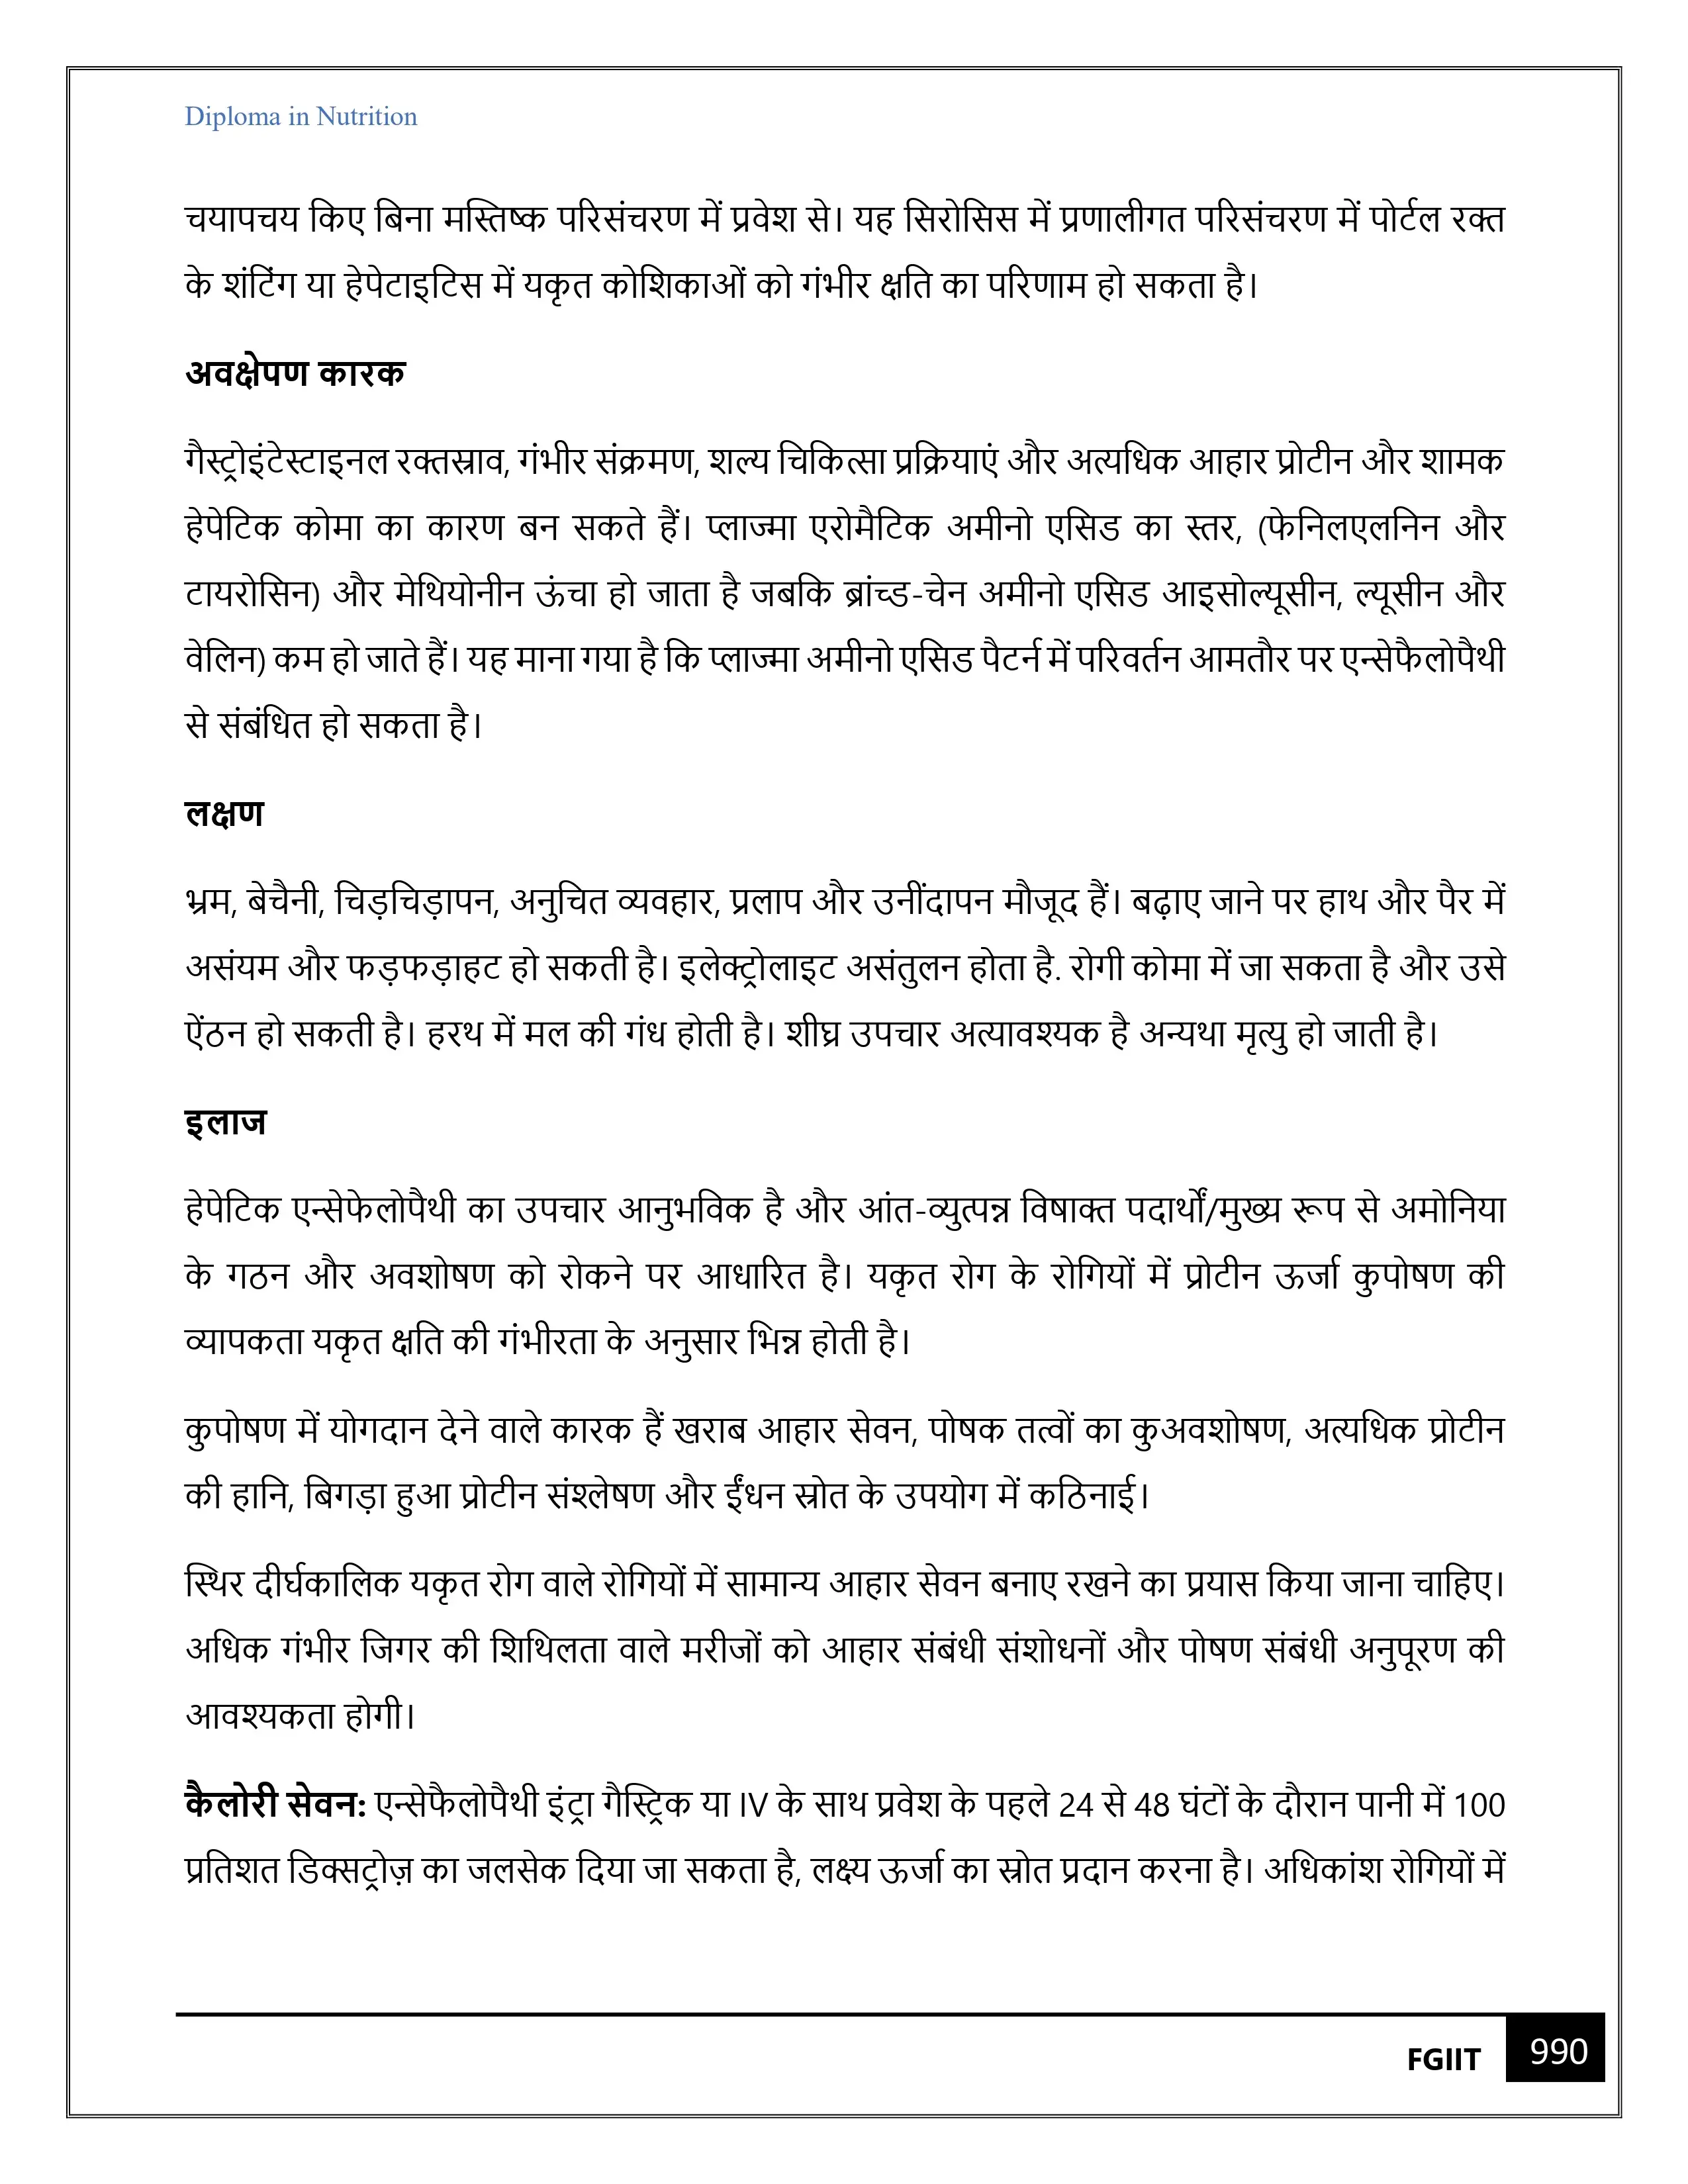 Diploma in Nutrition
चयापचय किए बिना मस्तिष्क परिसंचरण में प्रवेश से। यह सिरोसिस में प्रणालीगत परिसंचरण में पोर्टल रक्त
के शंटिंग या हेपेटाइटिस में यकृत कोशिकाओं को गंभीर क्षति का परिणाम हो सकता है।
अवक्षेपण कारक
गैस्ट्रोइंटेस्टाइनल रक्तस्राव, गंभीर संक्रमण, शल्य चिकित्सा प्रक्रियाएं और अत्यधिक आहार प्रोटीन और शामक
हेपेटिक कोमा का कारण बन सकते हैं। प्लाज्मा एरोमैटिक अमीनो एसिड का स्तर, (फेनिलएलनिन और
टायरोसिन) और मेथियोनीन ऊंचा हो जाता है जबकि ब्रांच्ड-चेन अमीनो एसिड आइसोल्यूसीन, ल्यूसीन और
वेलिन) कम हो जाते हैं। यह माना गया है कि प्लाज्मा अमीनो एसिड पैटर्न में परिवर्तन आमतौर पर एन्सेफैलोपैथी
से संबंधित हो सकता है।
लक्षण
भ्रम, बेचैनी, चिड़चिड़ापन, अनुचित व्यवहार, प्रलाप और उनींदापन मौजूद हैं। बढ़ाए जाने पर हाथ और पैर में
असंयम और फड़फड़ाहट हो सकती है। इलेक्ट्रोलाइट असंतुलन होता है. रोगी कोमा में जा सकता है और उसे
ऐंठन हो सकती है। हरथ में मल की गंध होती है। शीघ्र उपचार अत्यावश्यक है अन्यथा मृत्यु हो जाती है।
इलाज
हेपेटिक एन्सेफेलोपैथी का उपचार आनुभविक है और आंत-व्युत्पन्न विषाक्त पदार्थों/मुख्य रूप से अमोनिया
के गठन और अवशोषण को रोकने पर आधारित है। यकृत रोग के रोगियों में प्रोटीन ऊर्जा कुपोषण की
व्यापकता यकृत क्षति की गंभीरता के अनुसार भिन्न होती है।
कुपोषण में योगदान देने वाले कारक हैं खराब आहार सेवन, पोषक तत्वों का कुअवशोषण, अत्यधिक प्रोटीन
की हानि, बिगड़ा हुआ प्रोटीन संश्लेषण और ईंधन स्रोत के उपयोग में कठिनाई।
स्थिर दीर्घकालिक यकृत रोग वाले रोगियों में सामान्य आहार सेवन बनाए रखने का प्रयास किया जाना चाहिए।
अधिक गंभीर जिगर की शिथिलता वाले मरीजों को आहार संबंधी संशोधनों और पोषण संबंधी अनुपूरण की
आवश्यकता होगी।
कैलोरी सेवन: एन्सेफैलोपैथी इंट्रा गैस्ट्रिक या IV के साथ प्रवेश के पहले 24 से 48 घंटों के दौरान पानी में 100
प्रतिशत डिक्सट्रोज़ का जलसेक दिया जा सकता है, लक्ष्य ऊर्जा का स्रोत प्रदान करना है। अधिकांश रोगियों में
FGIIT 990